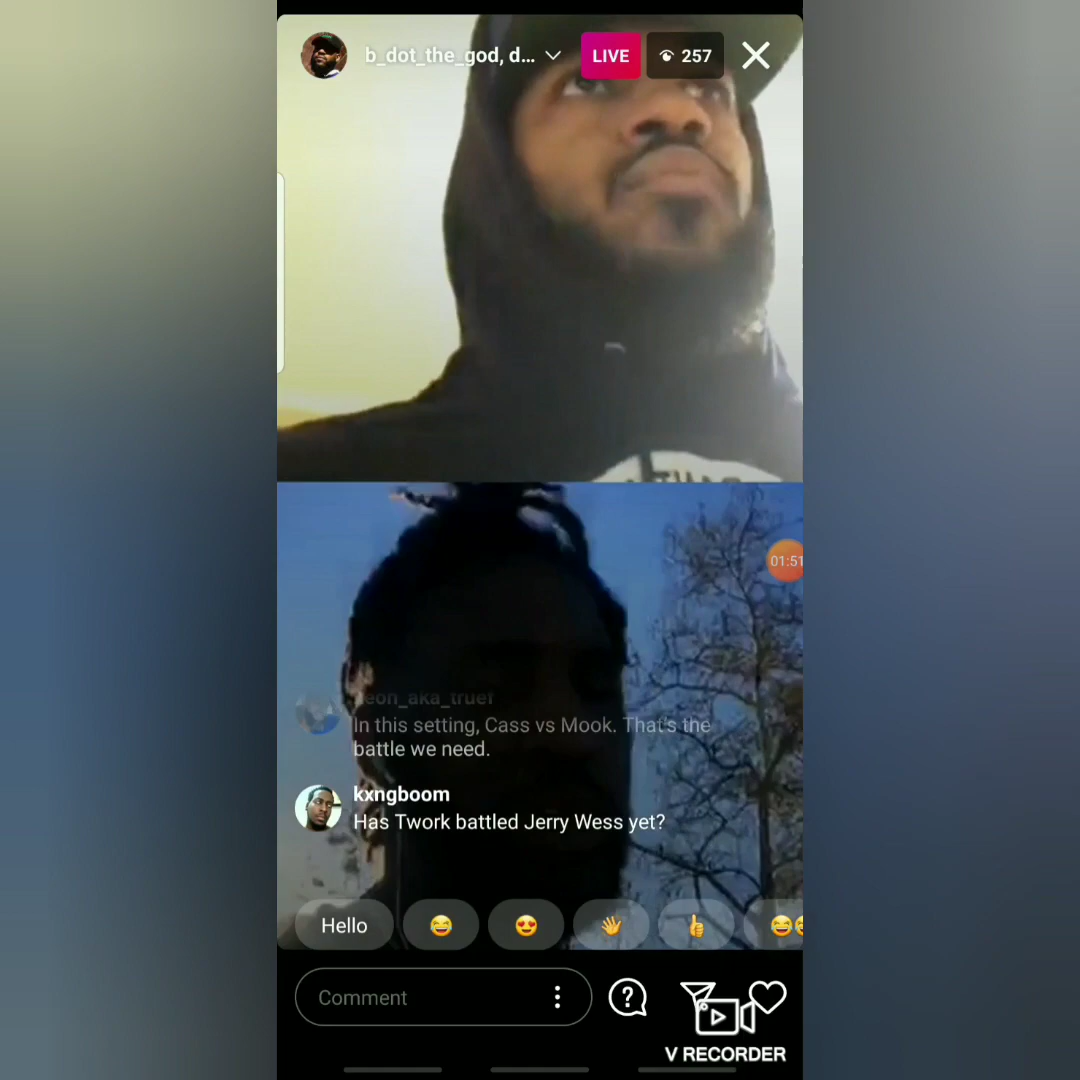 b_dot_the_god, d...
LIVE
257
01:51
eon_aka_truef
In this setting, Cass vs Mook. That's the
battle we need.
kxngboom
Has Twork battled Jerry Wess yet?
Hello
Comment
V RECORDER